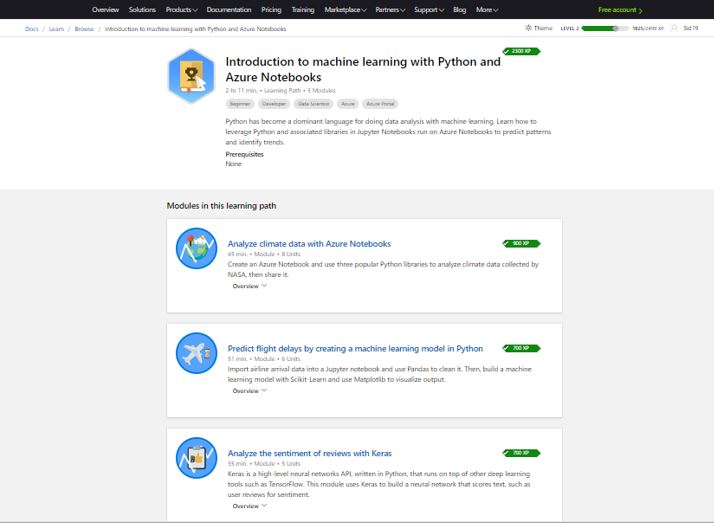 Overview Solutions Products Documentation Pricing Training Marketplace Partners Support Blog More Free account >
Docs / Learn / Browse / Introduction to machine learning with Python and Azure Notebooks Theme LEVEL 2 /2499 XP Sid 19
Introduction to machine learning with Python and 2300 XP
Azure Notebooks
2 hr 11 min. • Learning Path • 3 Modules
Beginner Developer Data Scientist Azure Azure Portal
Python has become a dominant language for doing data analysis with machine learning. Learn how to
leverage Python and associated libraries in Jupyter Notebooks run on Azure Notebooks to predict patterns
and identify trends.
Prerequisites
None
Modules in this learning path
Analyze climate data with Azure Notebooks 900 XP
45 min. • Module • 8 Units
Create an Azure Notebook and use three popular Python libraries to analyze climate data collected by
NASA, then share it.
Overview
Predict flight delays by creating a machine learning model in Python 700 XP
51 min. • Module • 6 Units
Import airline arrival data into a Jupyter notebook and use Pandas to clean it. Then, build a machine
learning model with Scikit-Learn and use Matplotlib to visualize output.
Overview
Analyze the sentiment of reviews with Keras 700 XP
35 min. • Module • 5 Units
Keras is a high-level neural networks API, written in Python, that runs on top of other deep learning
tools such as TensorFlow. This module uses Keras to build a neural network that scores text, such as
user reviews for sentiment.
Overview